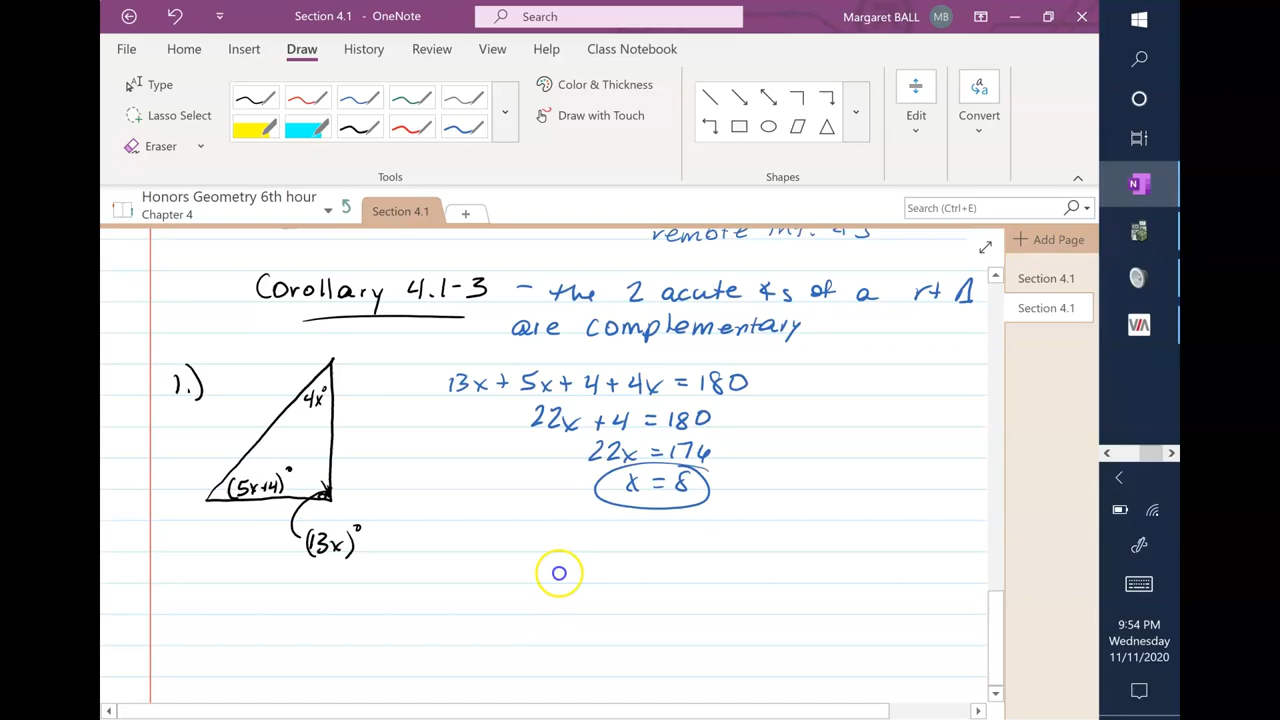 Section 4.1 - OneNote
Search
Margaret BALL
MB
File
Home
Insert
Draw
History
Review
View
Help
Class Notebook
Type
Lasso Select
Eraser
Color & Thickness
Draw with Touch
Edit
Convert
Tools
Shapes
Honors Geometry 6th hour
Chapter 4
Section 4.1
Search (Ctrl+E)
Add Page
Section 4.1
Section 4.1
remote int. ∡s
Corollary 4.1-3 - the 2 acute ∡s of a rt Δ
are complementary
1.)
4x°
(5x+4)°
(13x)°
13x + 5x + 4 + 4x = 180
22x + 4 = 180
22x = 176
x = 8
9:54 PM
Wednesday
11/11/2020